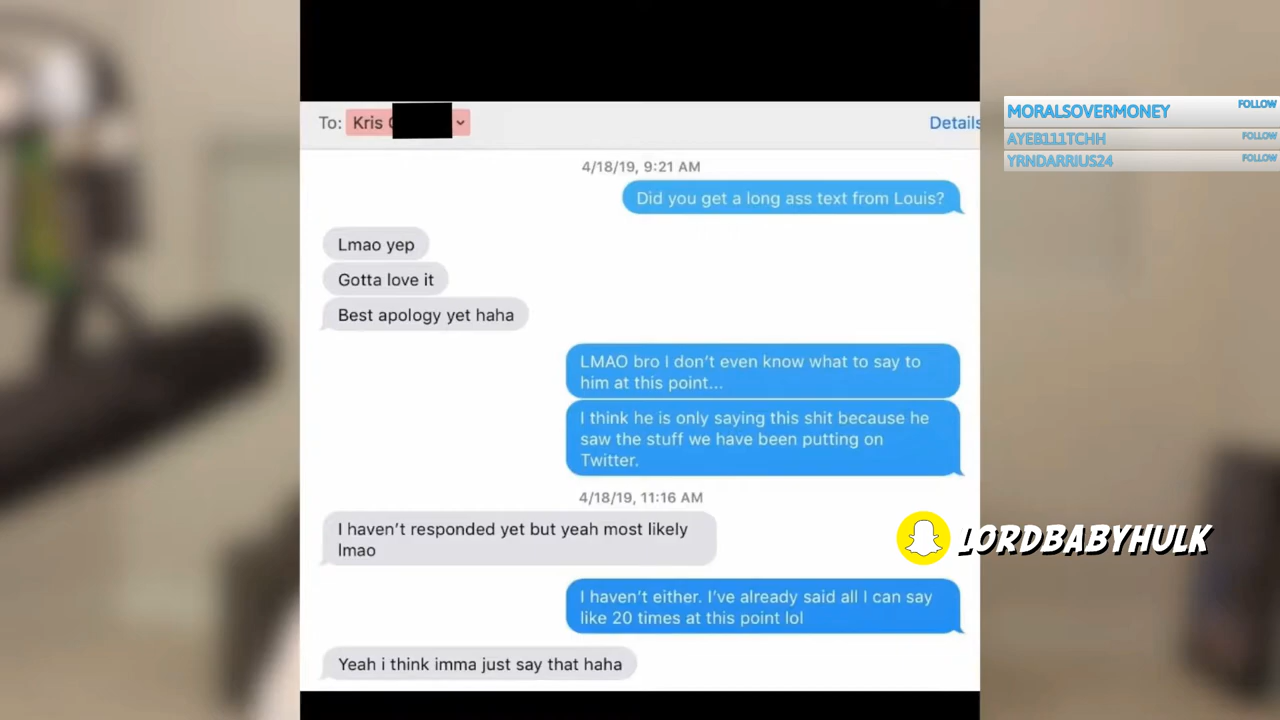 To: Kris
Details
4/18/19, 9:21 AM
Did you get a long ass text from Louis?
Lmao yep
Gotta love it
Best apology yet haha
LMAO bro I don't even know what to say to
him at this point...
I think he is only saying this shit because he
saw the stuff we have been putting on
Twitter.
4/18/19, 11:16 AM
I haven't responded yet but yeah most likely
lmao
I haven't either. I've already said all I can say
like 20 times at this point lol
Yeah i think imma just say that haha
MORALSOVERMONEY FOLLOW
AYEB111TCHH FOLLOW
YRNDARRIUS24 FOLLOW
LORDBABYHULK